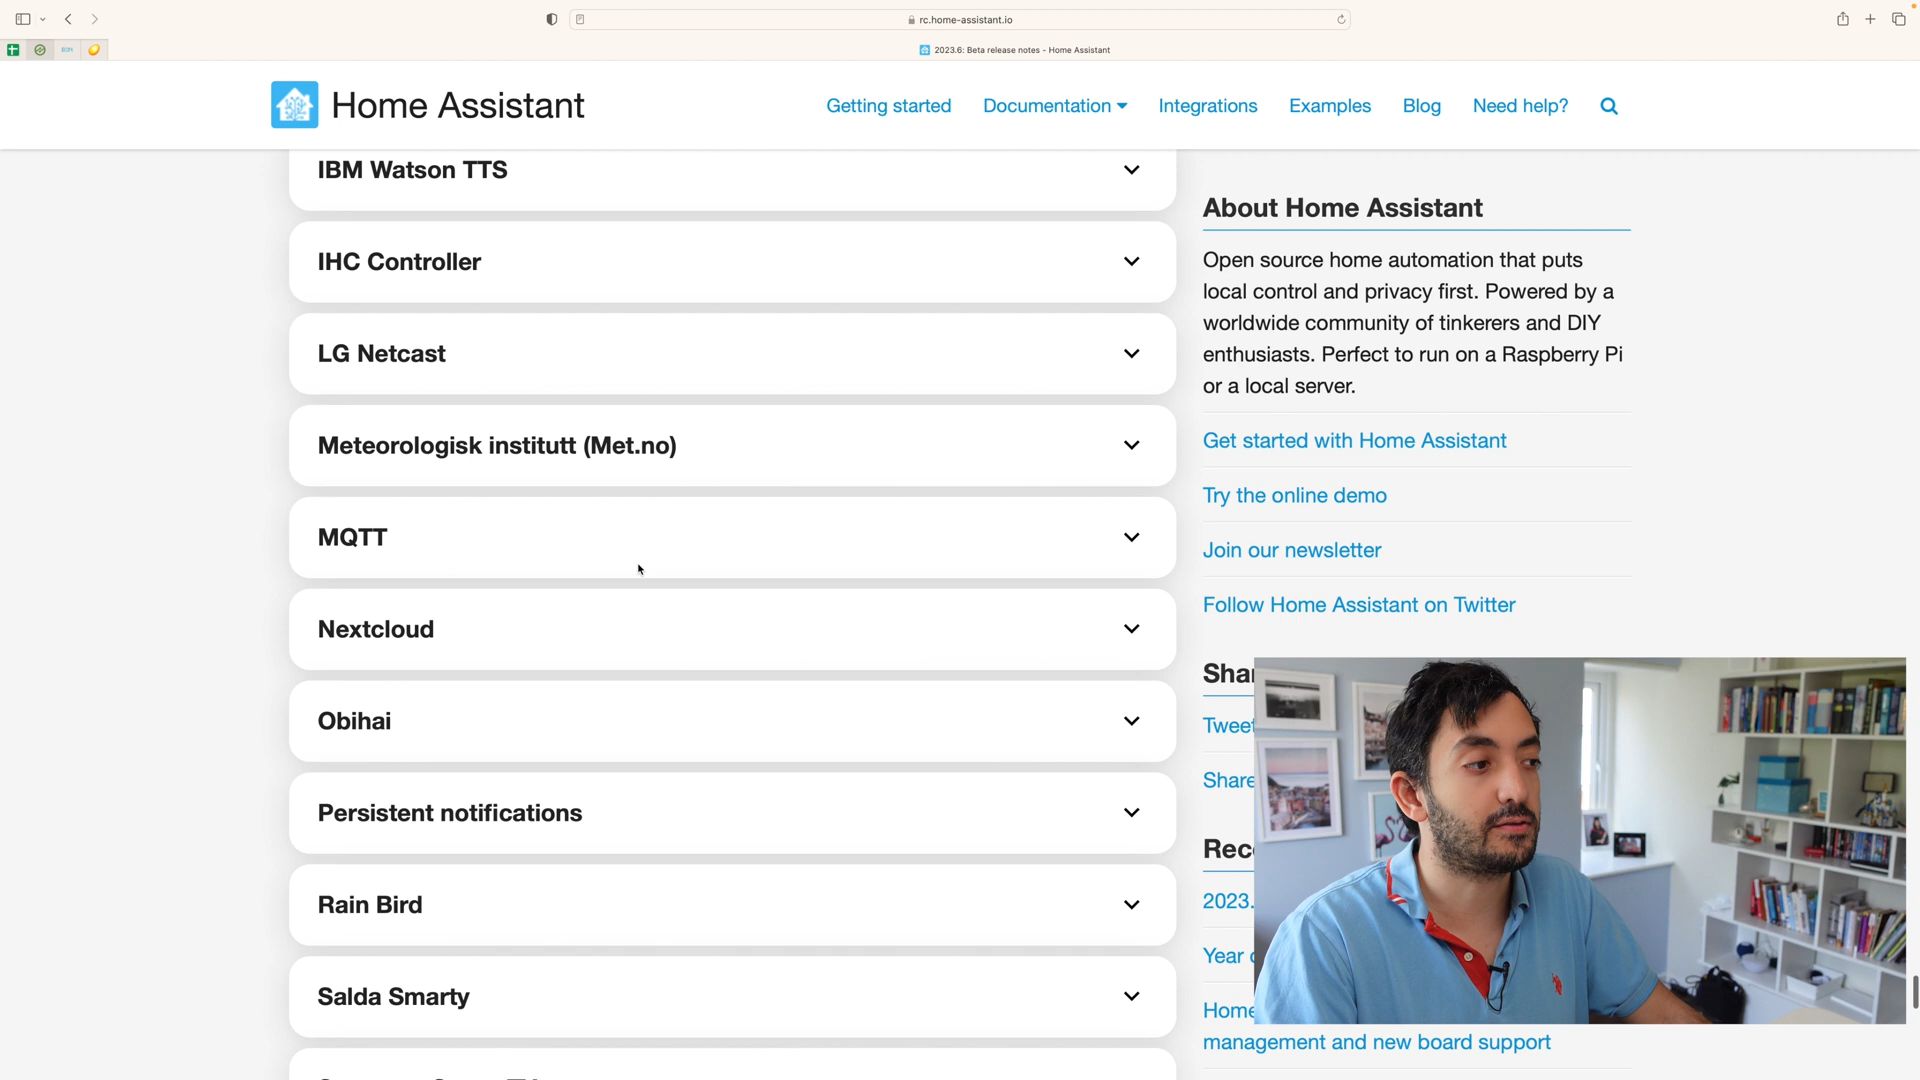 rc.home-assistant.io
2023.6: Beta release notes - Home Assistant
Home Assistant
Getting started
Documentation
Integrations
Examples
Blog
Need help?
IBM Watson TTS
IHC Controller
LG Netcast
Meteorologisk institutt (Met.no)
MQTT
Nextcloud
Obihai
Persistent notifications
Rain Bird
Salda Smarty
About Home Assistant
Open source home automation that puts
local control and privacy first. Powered by a
worldwide community of tinkerers and DIY
enthusiasts. Perfect to run on a Raspberry Pi
or a local server.
Get started with Home Assistant
Try the online demo
Join our newsletter
Follow Home Assistant on Twitter
Tweet
Share
2023.
Year
Home
management and new board support